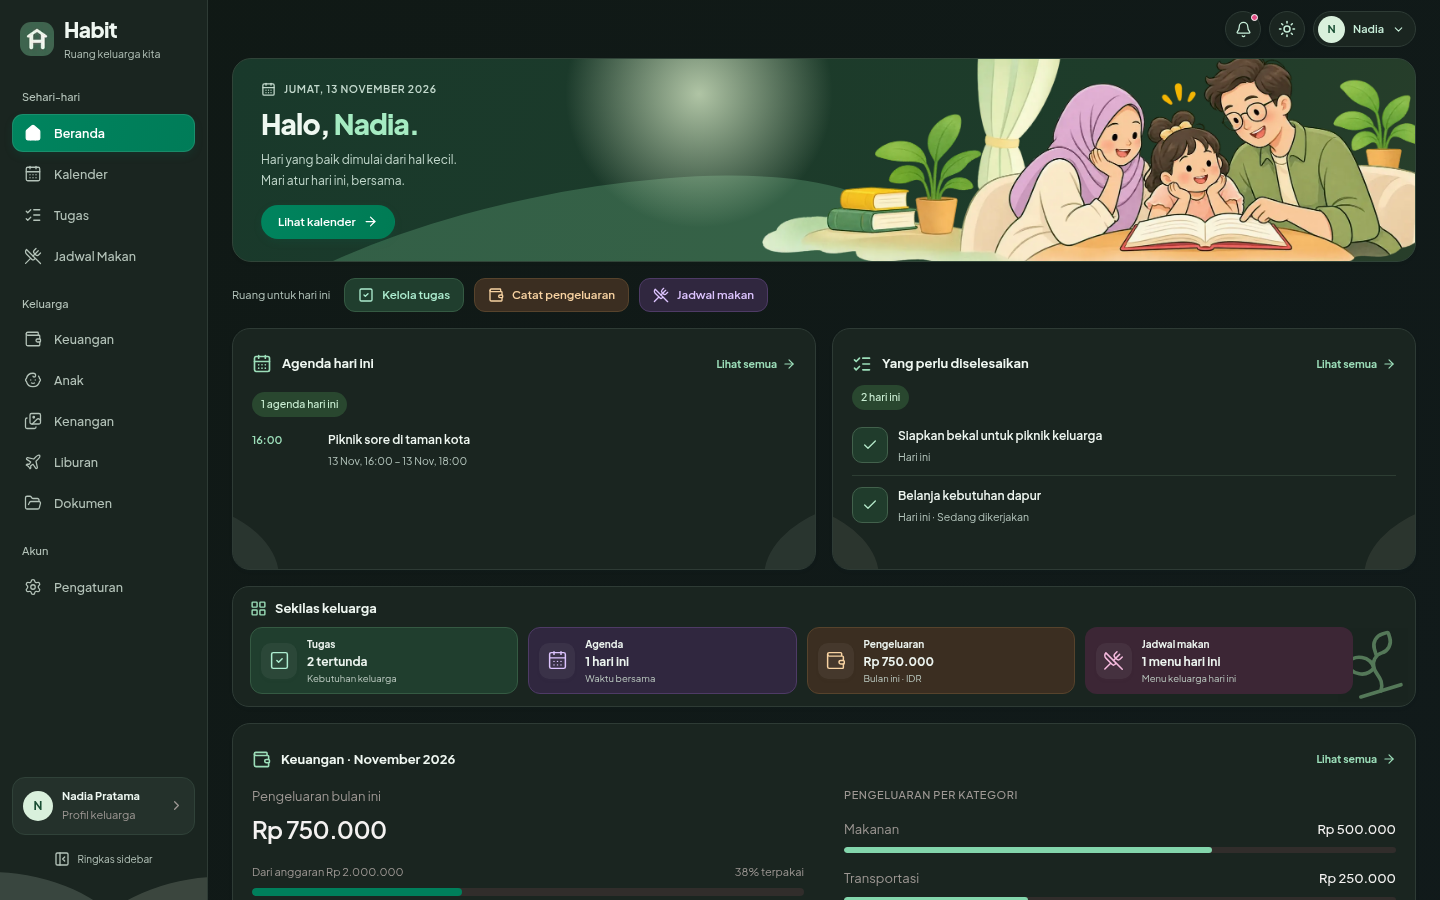 Habit
Ruang keluarga kita
Sehari-hari
Beranda
Kalender
Tugas
Jadwal Makan
Keluarga
Keuangan
Anak
Kenangan
Liburan
Dokumen
Akun
Pengaturan
N
Nadia Pratama
Profil keluarga
Ringkas sidebar
N
Nadia
JUMAT, 13 NOVEMBER 2026
Halo, Nadia.
Hari yang baik dimulai dari hal kecil.
Mari atur hari ini, bersama.
Lihat kalender
Ruang untuk hari ini
Kelola tugas
Catat pengeluaran
Jadwal makan
Agenda hari ini
Lihat semua
1 agenda hari ini
16:00
Piknik sore di taman kota
13 Nov, 16:00 – 13 Nov, 18:00
Yang perlu diselesaikan
Lihat semua
2 hari ini
Siapkan bekal untuk piknik keluarga
Hari ini
Belanja kebutuhan dapur
Hari ini · Sedang dikerjakan
Sekilas keluarga
Tugas
2 tertunda
Kebutuhan keluarga
Agenda
1 hari ini
Waktu bersama
Pengeluaran
Rp 750.000
Bulan ini · IDR
Jadwal makan
1 menu hari ini
Menu keluarga hari ini
Keuangan · November 2026
Lihat semua
Pengeluaran bulan ini
Rp 750.000
Dari anggaran Rp 2.000.000
38% terpakai
PENGELUARAN PER KATEGORI
Makanan
Rp 500.000
Transportasi
Rp 250.000